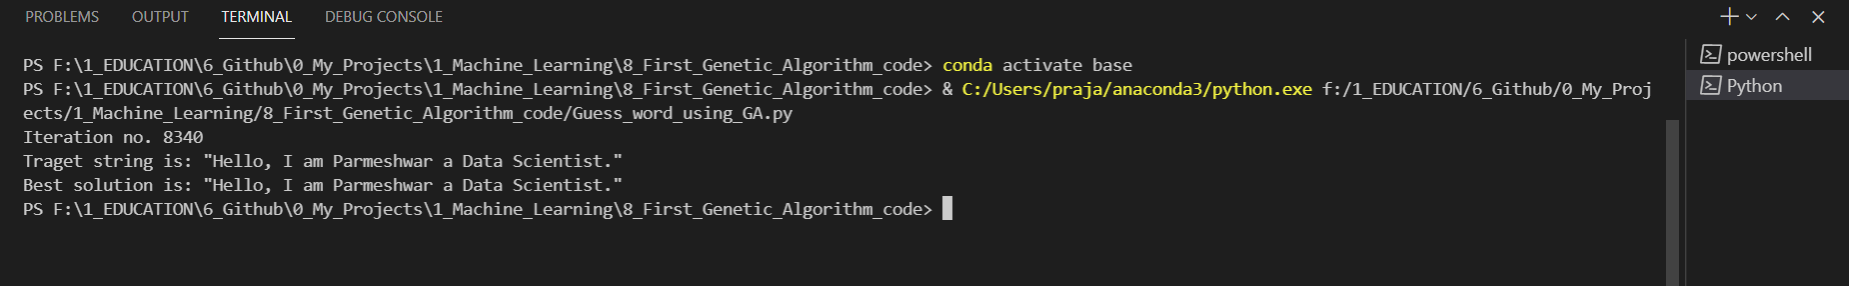 PROBLEMS OUTPUT TERMINAL DEBUG CONSOLE
PS F:\1_EDUCATION\6_Github\0_My_Projects\1_Machine_Learning\8_First_Genetic_Algorithm_code> conda activate base
PS F:\1_EDUCATION\6_Github\0_My_Projects\1_Machine_Learning\8_First_Genetic_Algorithm_code> & C:/Users/praja/anaconda3/python.exe f:/1_EDUCATION/6_Github/0_My_Proj
ects/1_Machine_Learning/8_First_Genetic_Algorithm_code/Guess_word_using_GA.py
Iteration no. 8340
Traget string is: "Hello, I am Parmeshwar a Data Scientist."
Best solution is: "Hello, I am Parmeshwar a Data Scientist."
PS F:\1_EDUCATION\6_Github\0_My_Projects\1_Machine_Learning\8_First_Genetic_Algorithm_code>
powershell
Python